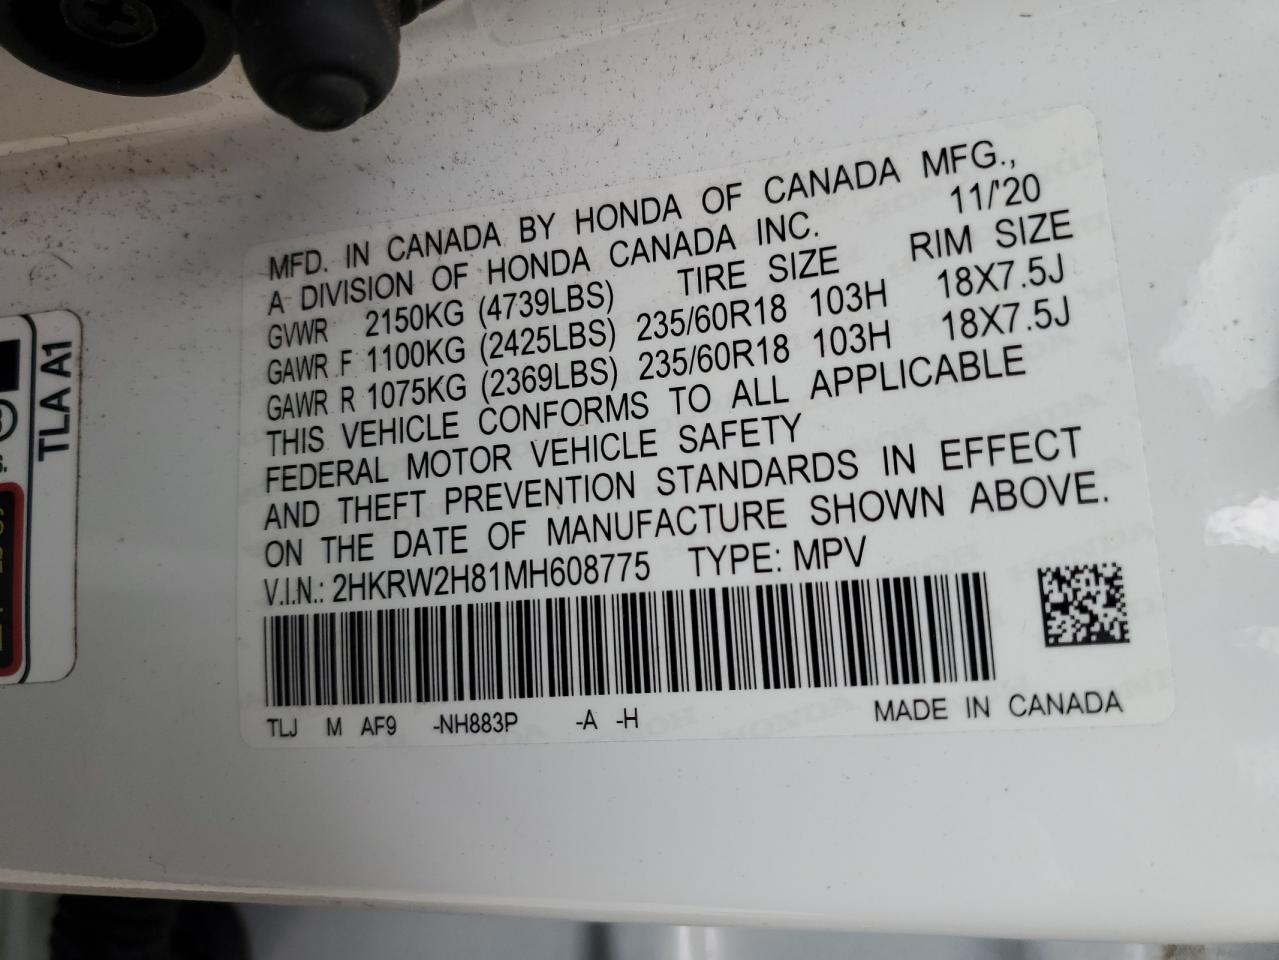 MFD. IN CANADA BY HONDA OF CANADA MFG.,
A DIVISION OF HONDA CANADA INC. 11/'20
GVWR 2150KG (4739LBS) TIRE SIZE RIM SIZE
GAWR F 1100KG (2425LBS) 235/60R18 103H 18X7.5J
GAWR R 1075KG (2369LBS) 235/60R18 103H 18X7.5J
THIS VEHICLE CONFORMS TO ALL APPLICABLE
FEDERAL MOTOR VEHICLE SAFETY
AND THEFT PREVENTION STANDARDS IN EFFECT
ON THE DATE OF MANUFACTURE SHOWN ABOVE.
V.I.N.: 2HKRW2H81MH608775 TYPE: MPV
TLJ M AF9 -NH883P -A -H MADE IN CANADA
TLA A1